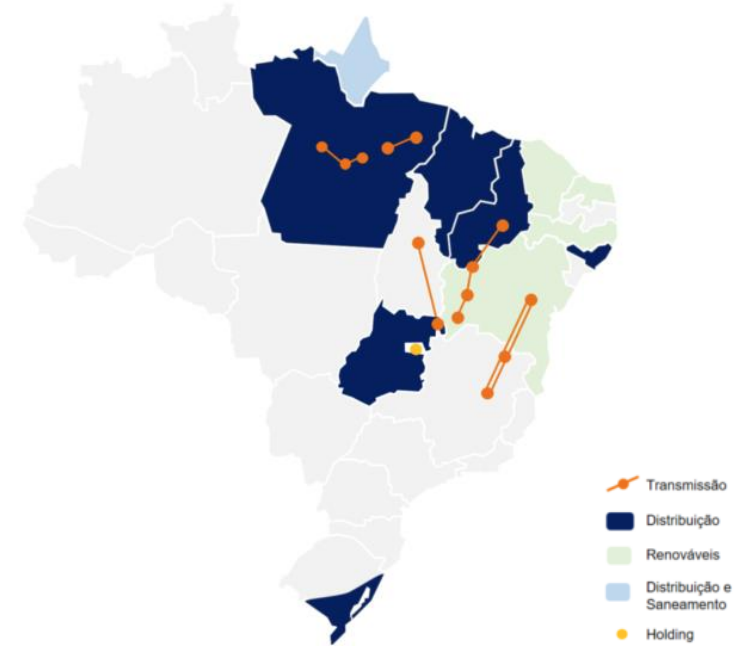 Transmissão
Distribuição
Renováveis
Distribuição e
Saneamento
Holding